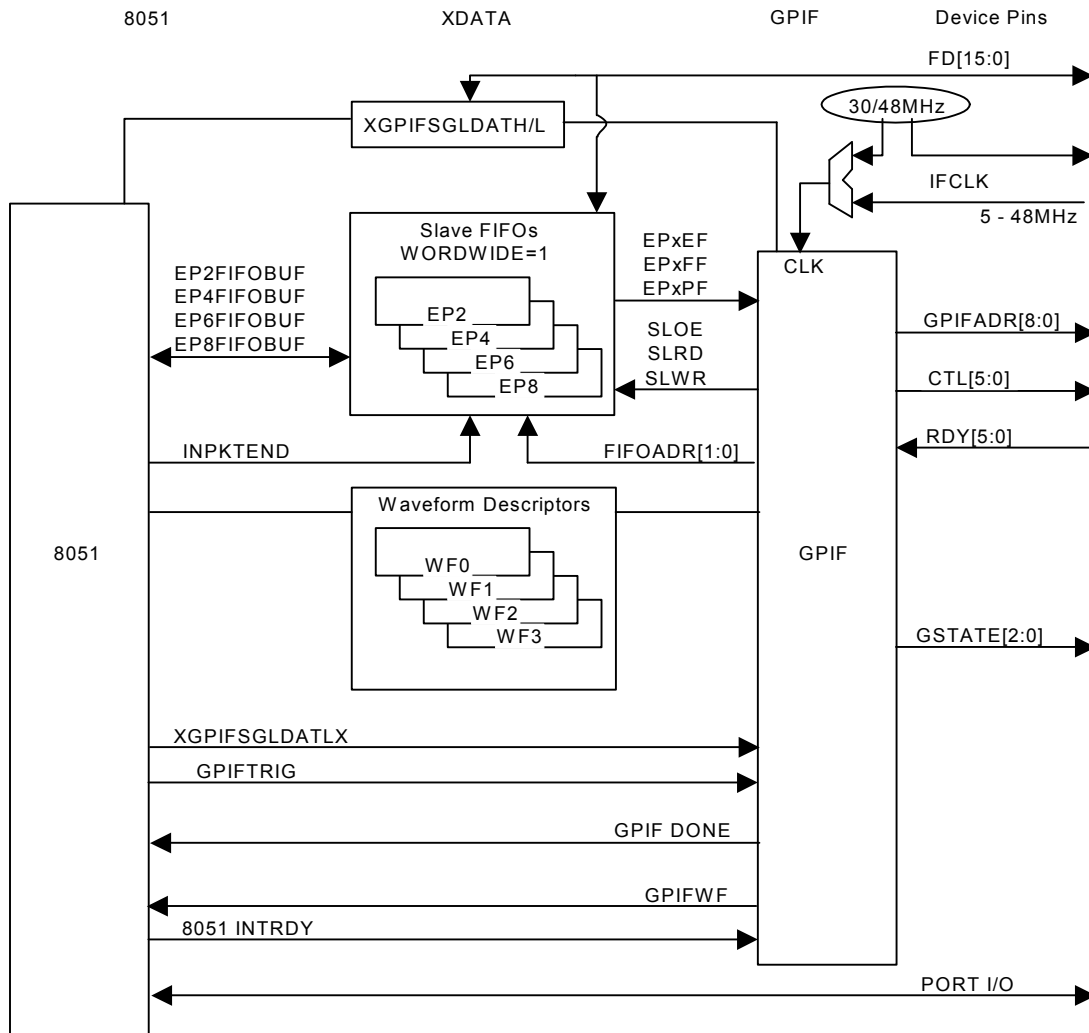 8051 XDATA GPIF Device Pins
FD[15:0]
30/48MHz
XGPIFSGLDATH/L
IFCLK
5 - 48MHz
Slave FIFOs
WORDWIDE=1
EPxEF
EPxFF
EPxPF
CLK
EP2FIFOBUF
EP4FIFOBUF
EP6FIFOBUF
EP8FIFOBUF
EP2
EP4
EP6
EP8
SLOE
SLRD
SLWR
GPIFADR[8:0]
CTL[5:0]
RDY[5:0]
INPKTEND
FIFOADR[1:0]
Waveform Descriptors
8051
GPIF
WF0
WF1
WF2
WF3
GSTATE[2:0]
XGPIFSGLDATLX
GPIFTRIG
GPIF DONE
GPIFWF
8051 INTRDY
PORT I/O